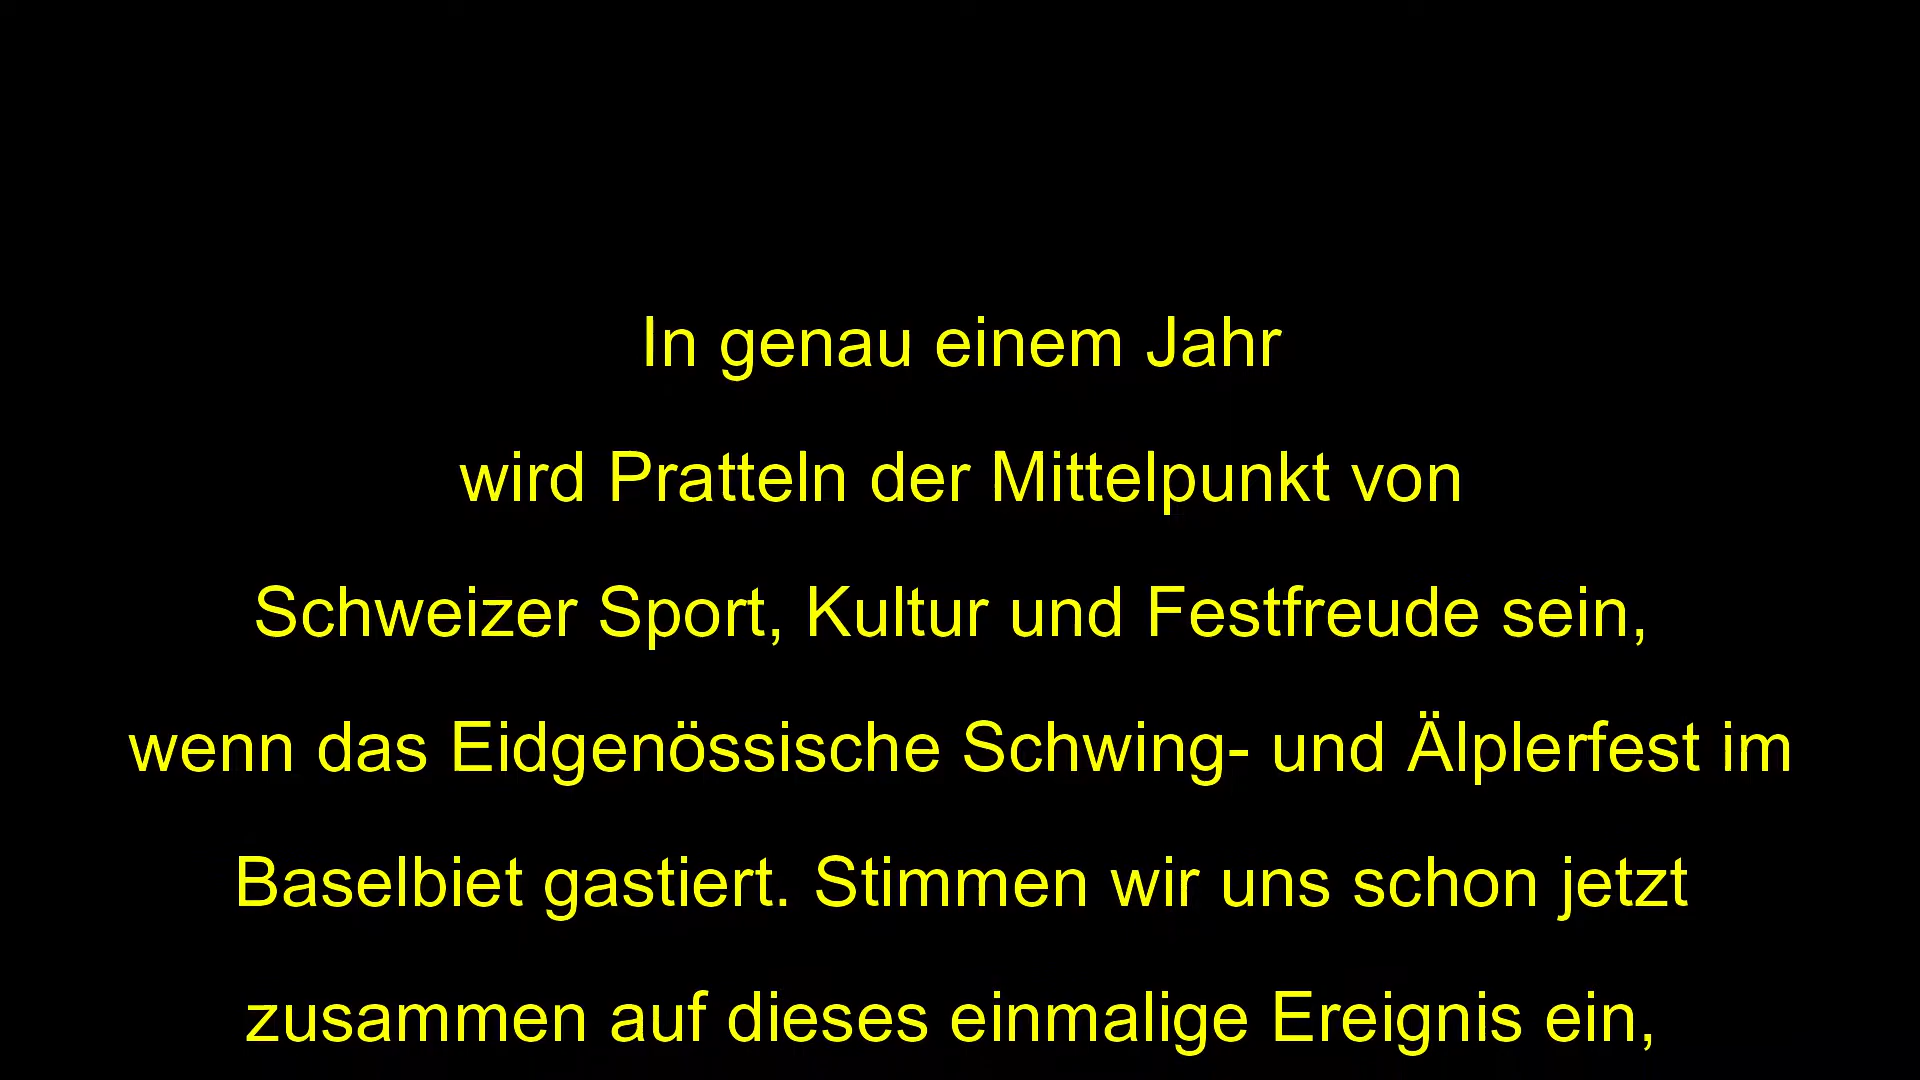 In genau einem Jahr
wird Pratteln der Mittelpunkt von
Schweizer Sport, Kultur und Festfreude sein,
wenn das Eidgenössische Schwing- und Älplerfest im
Baselbiet gastiert. Stimmen wir uns schon jetzt
zusammen auf dieses einmalige Ereignis ein,